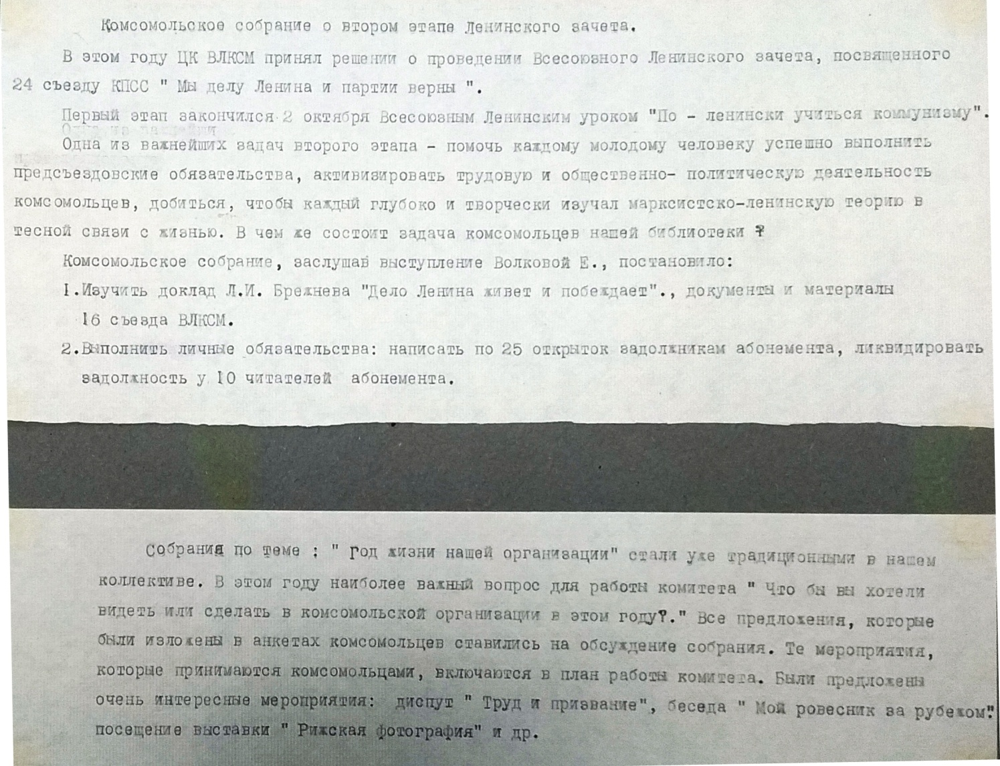 Комсомольское собрание о втором этапе Ленинского зачета.
В этом году ЦК ВЛКСМ принял решении о проведении Всесоюзного Ленинского зачета, посвященного
24 съезду КПСС " Мы делу Ленина и партии верны ".
Первый этап закончился 2 октября Всесоюзным Ленинским уроком "По - ленински учиться коммунизму".
Одна из важнейших задач второго этапа - помочь каждому молодому человеку успешно выполнить
предсъездовские обязательства, активизировать трудовую и общественно- политическую деятельность
комсомольцев, добиться, чтобы каждый глубоко и творчески изучал марксистско-ленинскую теорию в
тесной связи с жизнью. В чем же состоит задача комсомольцев нашей библиотеки ?
Комсомольское собрание, заслушав выступление Волковой Е., постановило:
1.Изучить доклад Л.И. Брежнева "Дело Ленина живет и побеждает"., документы и материалы
16 съезда ВЛКСМ.
2.Выполнить личные обязательства: написать по 25 открыток задолжникам абонемента, ликвидировать
задолжность у 10 читателей абонемента.
Собрания по теме : " Год жизни нашей организации" стали уже традиционными в нашем
коллективе. В этом году наиболее важный вопрос для работы комитета " Что бы вы хотели
видеть или сделать в комсомольской организации в этом году?." Все предложения, которые
были изложены в анкетах комсомольцев ставились на обсуждение собрания. Те мероприятия,
которые принимаются комсомольцами, включаются в план работы комитета. Были предложены
очень интересные мероприятия: диспут " Труд и призвание", беседа " Мой ровесник за рубежом".
посещение выставки " Рижская фотография" и др.